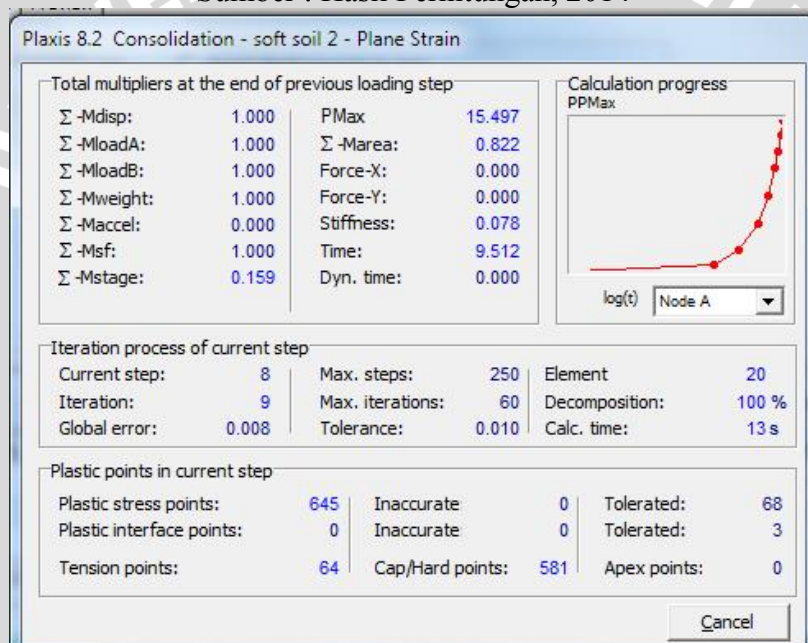 Plaxis 8.2 Consolidation - soft soil 2 - Plane Strain
Total multipliers at the end of previous loading step
Σ -Mdisp: 1.000 PMax 15.497
Σ -MloadA: 1.000 Σ -Marea: 0.822
Σ -MloadB: 1.000 Force-X: 0.000
Σ -Mweight: 1.000 Force-Y: 0.000
Σ -Maccel: 0.000 Stiffness: 0.078
Σ -Msf: 1.000 Time: 9.512
Σ -Mstage: 0.159 Dyn. time: 0.000
Calculation progress
PPMax
log(t) Node A
Iteration process of current step
Current step: 8 Max. steps: 250 Element 20
Iteration: 9 Max. iterations: 60 Decomposition: 100 %
Global error: 0.008 Tolerance: 0.010 Calc. time: 13 s
Plastic points in current step
Plastic stress points: 645 Inaccurate 0 Tolerated: 68
Plastic interface points: 0 Inaccurate 0 Tolerated: 3
Tension points: 64 Cap/Hard points: 581 Apex points: 0
Cancel